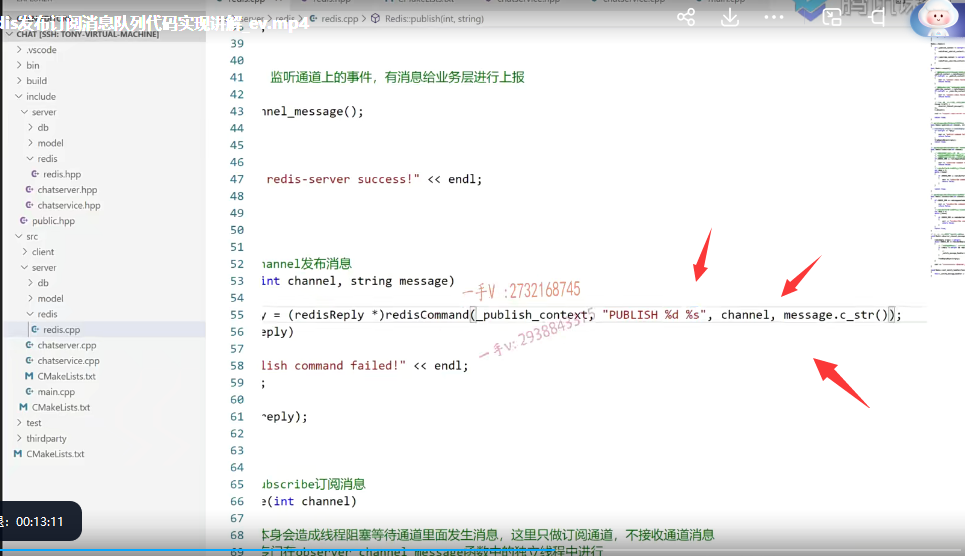 dis发布订阅消息队列代码实现讲解_ev.mp4
redis.cpp > Redis::publish(int, string)
CHAT [SSH: TONY-VIRTUAL-MACHINE]
.vscode
bin
build
include
server
db
model
redis
redis.hpp
chatserver.hpp
chatservice.hpp
public.hpp
src
client
server
db
model
redis
redis.cpp
chatserver.cpp
chatservice.cpp
CMakeLists.txt
main.cpp
CMakeLists.txt
test
thirdparty
CMakeLists.txt
39
40
41 监听通道上的事件，有消息给业务层进行上报
42
43 nnel_message();
44
45
46
47 redis-server success!" << endl;
48
49
50
51
52 hannel发布消息
53 int channel, string message)
54
55 y = (redisReply *)redisCommand(_publish_context, "PUBLISH %d %s", channel, message.c_str());
56 eply)
57
58 lish command failed!" << endl;
59 ;
60
61 reply);
62
63
64
65 ubscribe订阅消息
66 e(int channel)
67
68 本身会造成线程阻塞等待通道里面发生消息，这里只做订阅通道，不接收通道消息
69 专门在observer_channel_message函数中的独立线程中进行
一手V :2732168745
一手v: 2938843375
: 00:13:11